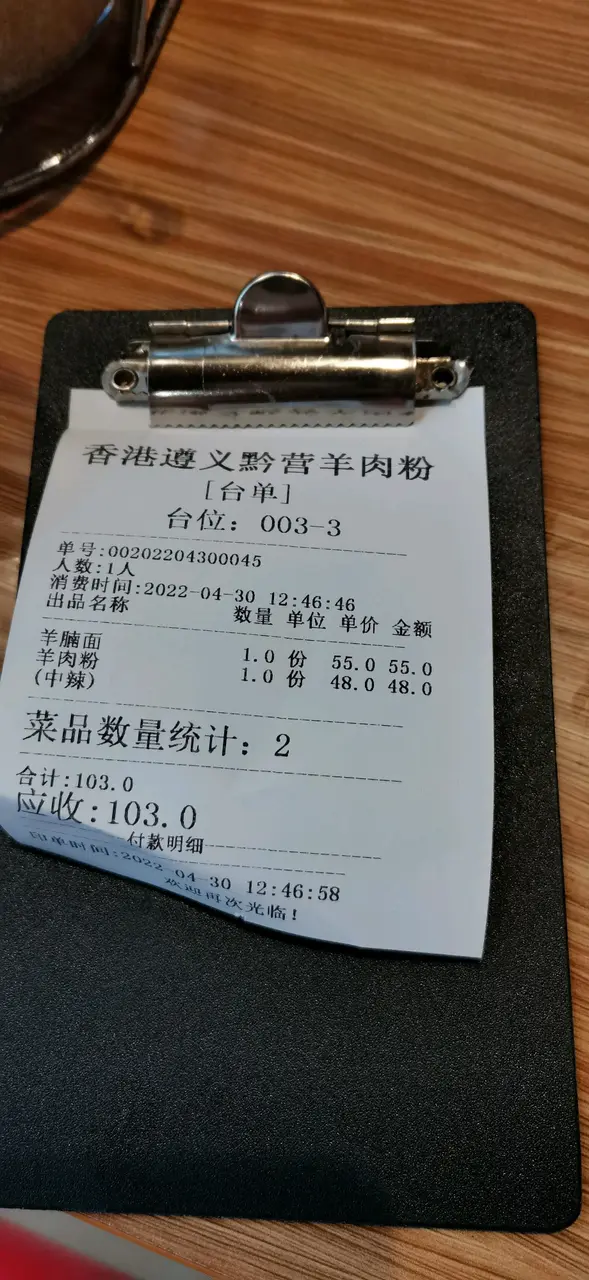 香港遵义黔营羊肉粉
[台单]
台位：003-3
单号:00202204300045
人数:1人
消费时间:2022-04-30 12:46:46
出品名称 数量 单位 单价 金额
羊腩面 1.0 份 55.0 55.0
羊肉粉 1.0 份 48.0 48.0
(中辣)
菜品数量统计：2
合计:103.0
应收:103.0
付款明细
印单时间:2022-04-30 12:46:58
欢迎再次光临！